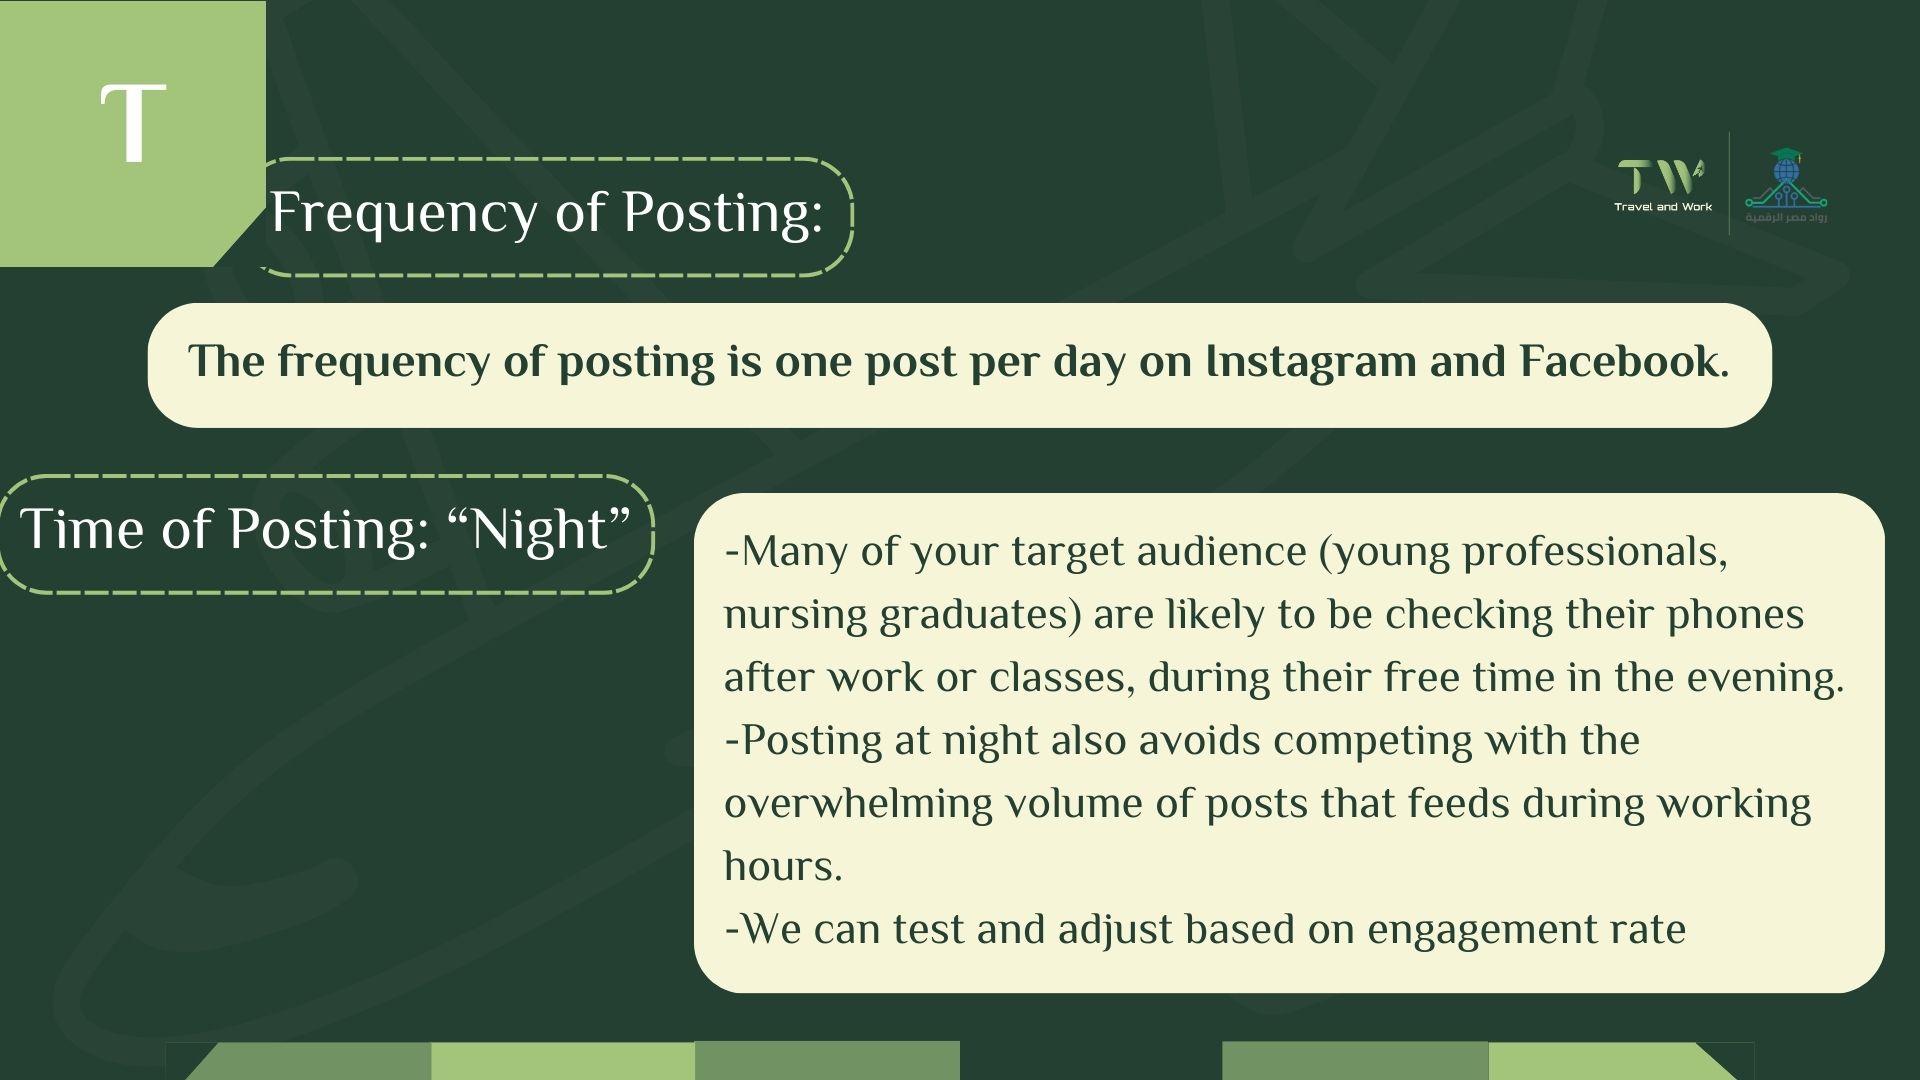 T
Frequency of Posting:
TW
Travel and Work
رواد مصر الرقمية
The frequency of posting is one post per day on Instagram and Facebook.
Time of Posting: “Night”
-Many of your target audience (young professionals,
nursing graduates) are likely to be checking their phones
after work or classes, during their free time in the evening.
-Posting at night also avoids competing with the
overwhelming volume of posts that feeds during working
hours.
-We can test and adjust based on engagement rate